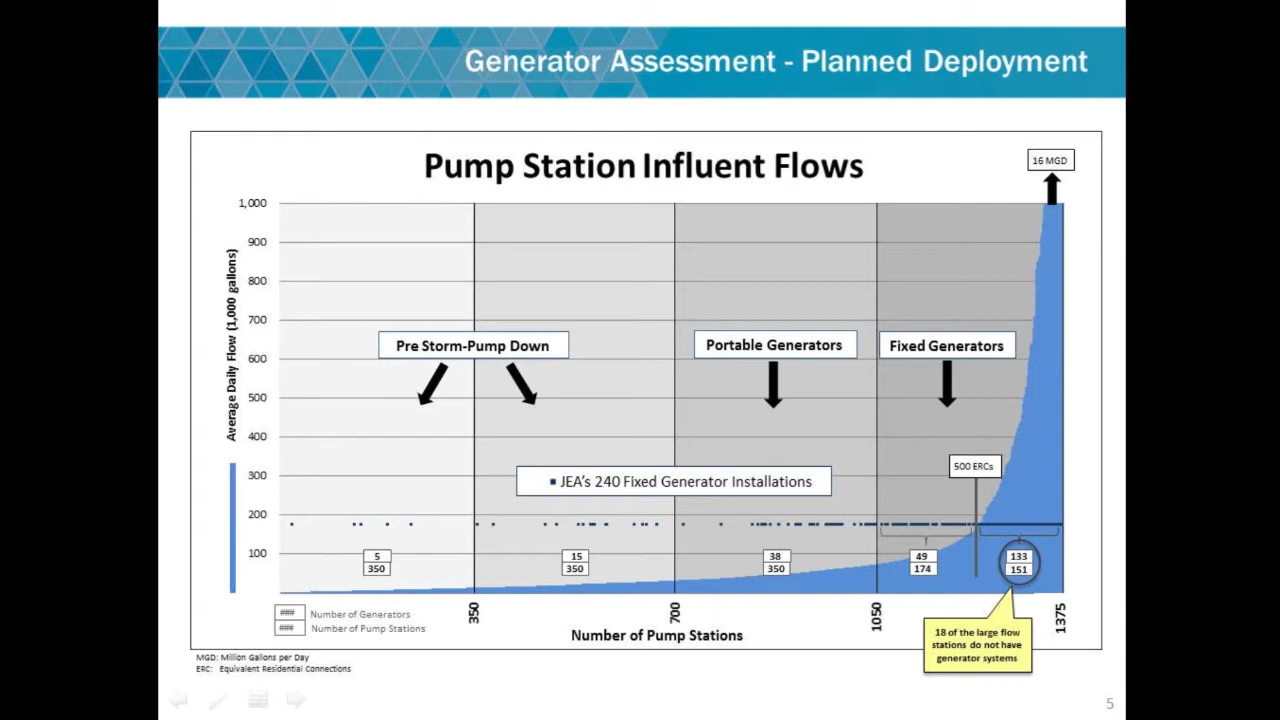 Generator Assessment - Planned Deployment
Pump Station Influent Flows
16 MGD
Average Daily Flow (1,000 gallons)
1,000
900
800
700
600
500
400
300
200
100
Pre Storm-Pump Down
Portable Generators
Fixed Generators
500 ERCs
▪ JEA's 240 Fixed Generator Installations
5
350
15
350
38
350
49
174
133
151
350
700
1050
1375
### Number of Generators
### Number of Pump Stations
Number of Pump Stations
18 of the large flow
stations do not have
generator systems
MGD: Million Gallons per Day
ERC: Equivalent Residential Connections
5